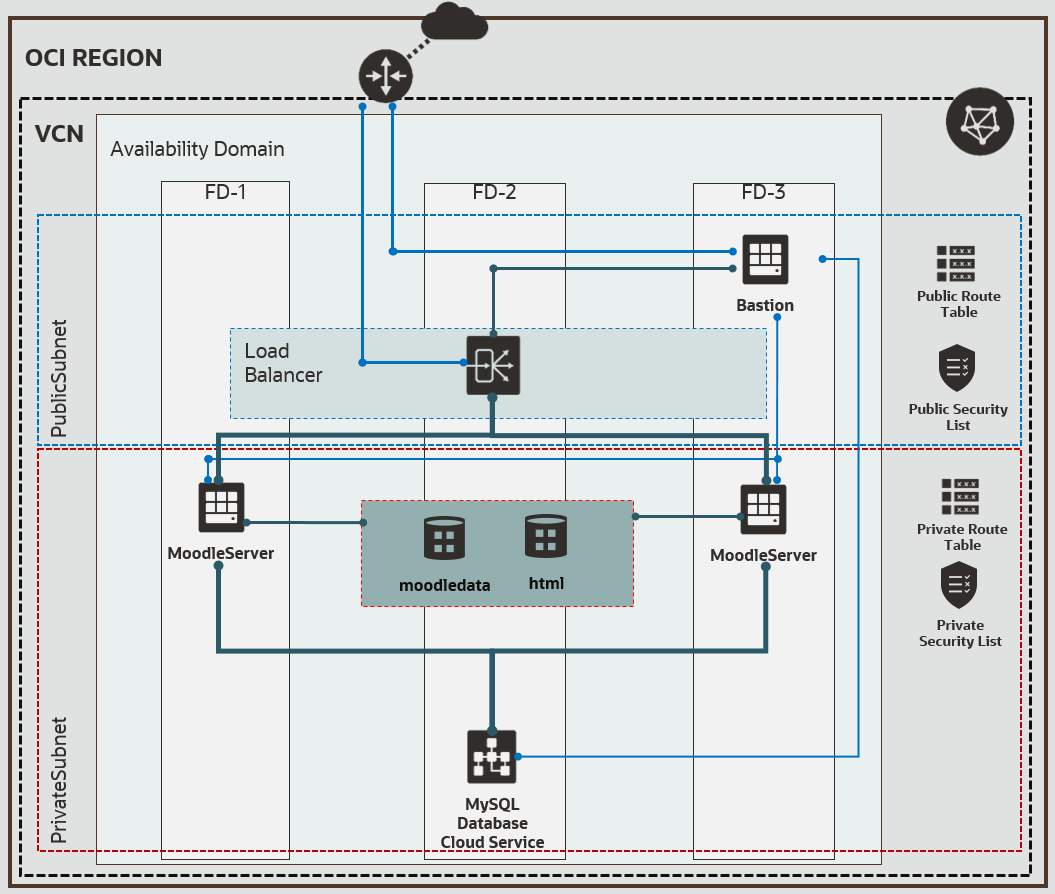 OCI REGION
VCN
Availability Domain
FD-1
FD-2
FD-3
PublicSubnet
Bastion
Load
Balancer
Public Route
Table
x.x.x
x.x.x
x.x.x
Public Security
List
PrivateSubnet
MoodleServer
moodledata
html
MoodleServer
x.x.x
x.x.x
x.x.x
Private Route
Table
Private
Security List
MySQL
Database
Cloud Service